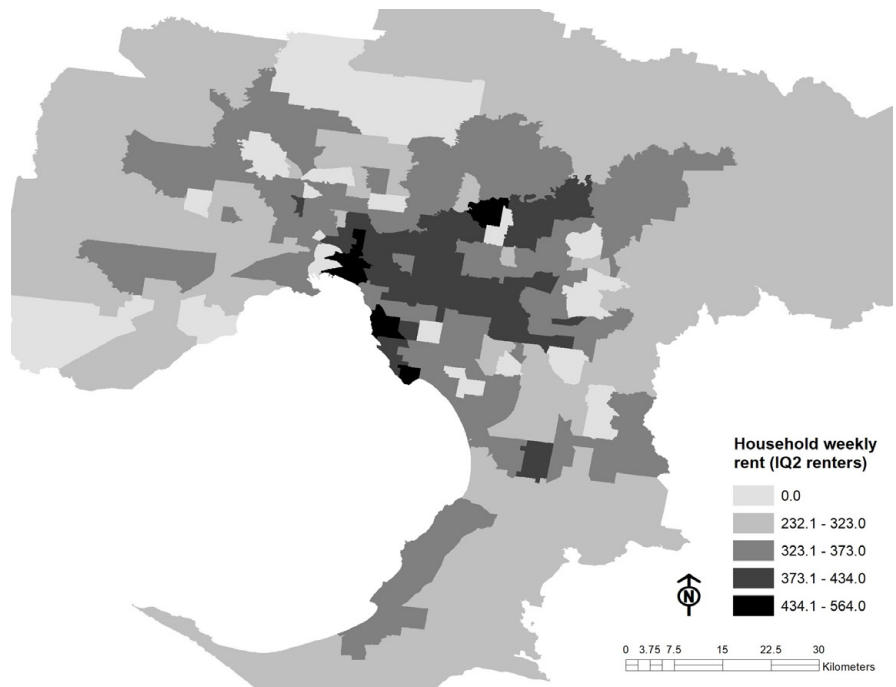 Household weekly
rent (IQ2 renters)
0.0
232.1 - 323.0
323.1 - 373.0
373.1 - 434.0
434.1 - 564.0
N
0 3.75 7.5 15 22.5 30
Kilometers